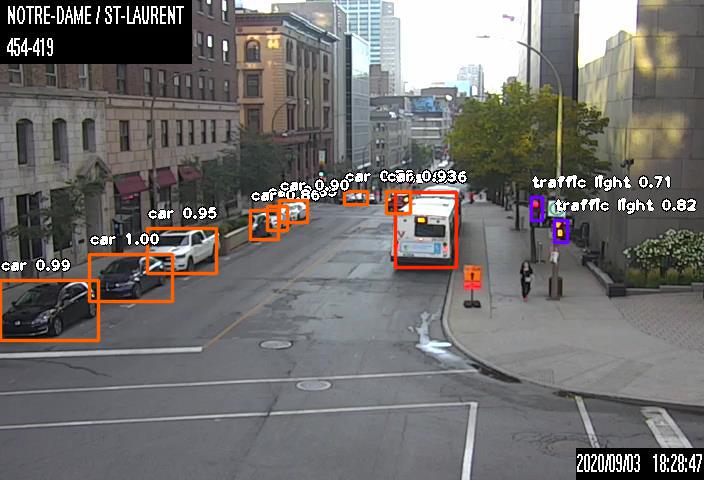 NOTRE-DAME / ST-LAURENT
454-419
car 0.90
traffic light 0.71
traffic light 0.82
car 0.95
car 1.00
car 0.99
2020/09/03 18:28:47